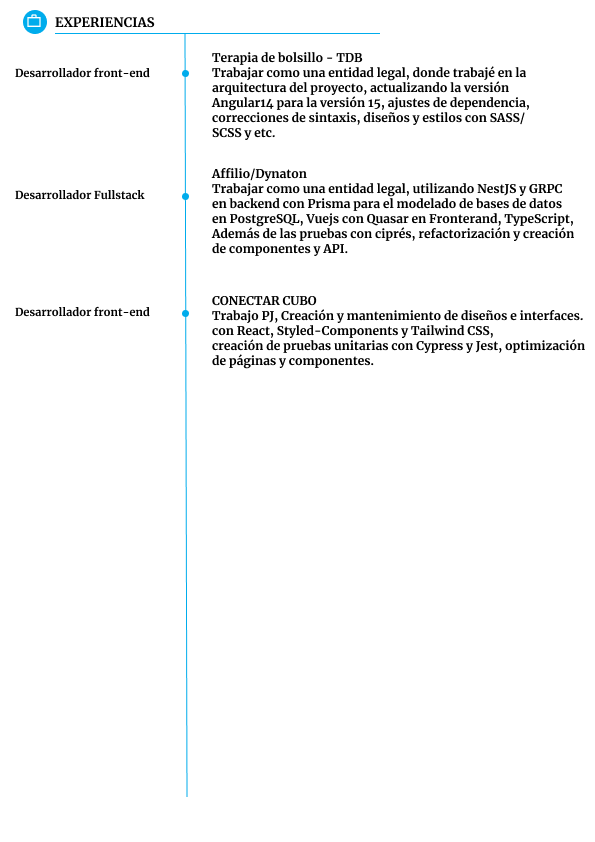 EXPERIENCIAS
Desarrollador front-end
Terapia de bolsillo - TDB
Trabajar como una entidad legal, donde trabajé en la
arquitectura del proyecto, actualizando la versión
Angular14 para la versión 15, ajustes de dependencia,
correcciones de sintaxis, diseños y estilos con SASS/
SCSS y etc.
Desarrollador Fullstack
Affilio/Dynaton
Trabajar como una entidad legal, utilizando NestJS y GRPC
en backend con Prisma para el modelado de bases de datos
en PostgreSQL, Vuejs con Quasar en Fronterand, TypeScript,
Además de las pruebas con ciprés, refactorización y creación
de componentes y API.
Desarrollador front-end
CONECTAR CUBO
Trabajo PJ, Creación y mantenimiento de diseños e interfaces.
con React, Styled-Components y Tailwind CSS,
creación de pruebas unitarias con Cypress y Jest, optimización
de páginas y componentes.